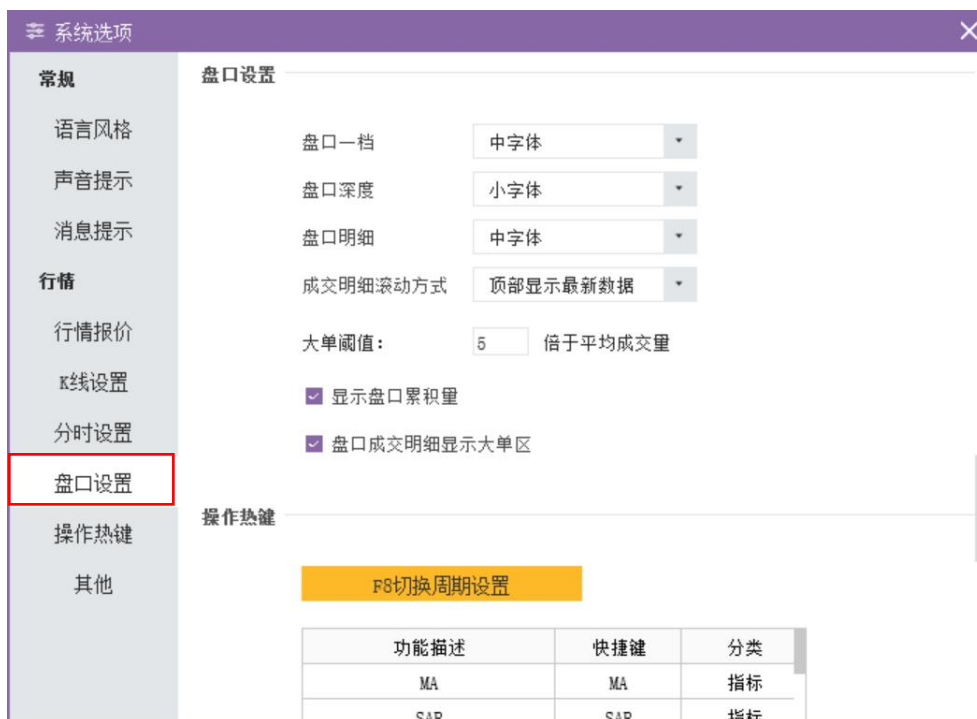 系统选项
常规
语言风格
声音提示
消息提示
行情
行情报价
K线设置
分时设置
盘口设置
操作热键
其他
盘口设置
盘口一档 中字体
盘口深度 小字体
盘口明细 中字体
成交明细滚动方式 顶部显示最新数据
大单阈值： 5 倍于平均成交量
显示盘口累积量
盘口成交明细显示大单区
操作热键
F8切换周期设置
功能描述 快捷键 分类
MA MA 指标
SAR SAR 指标